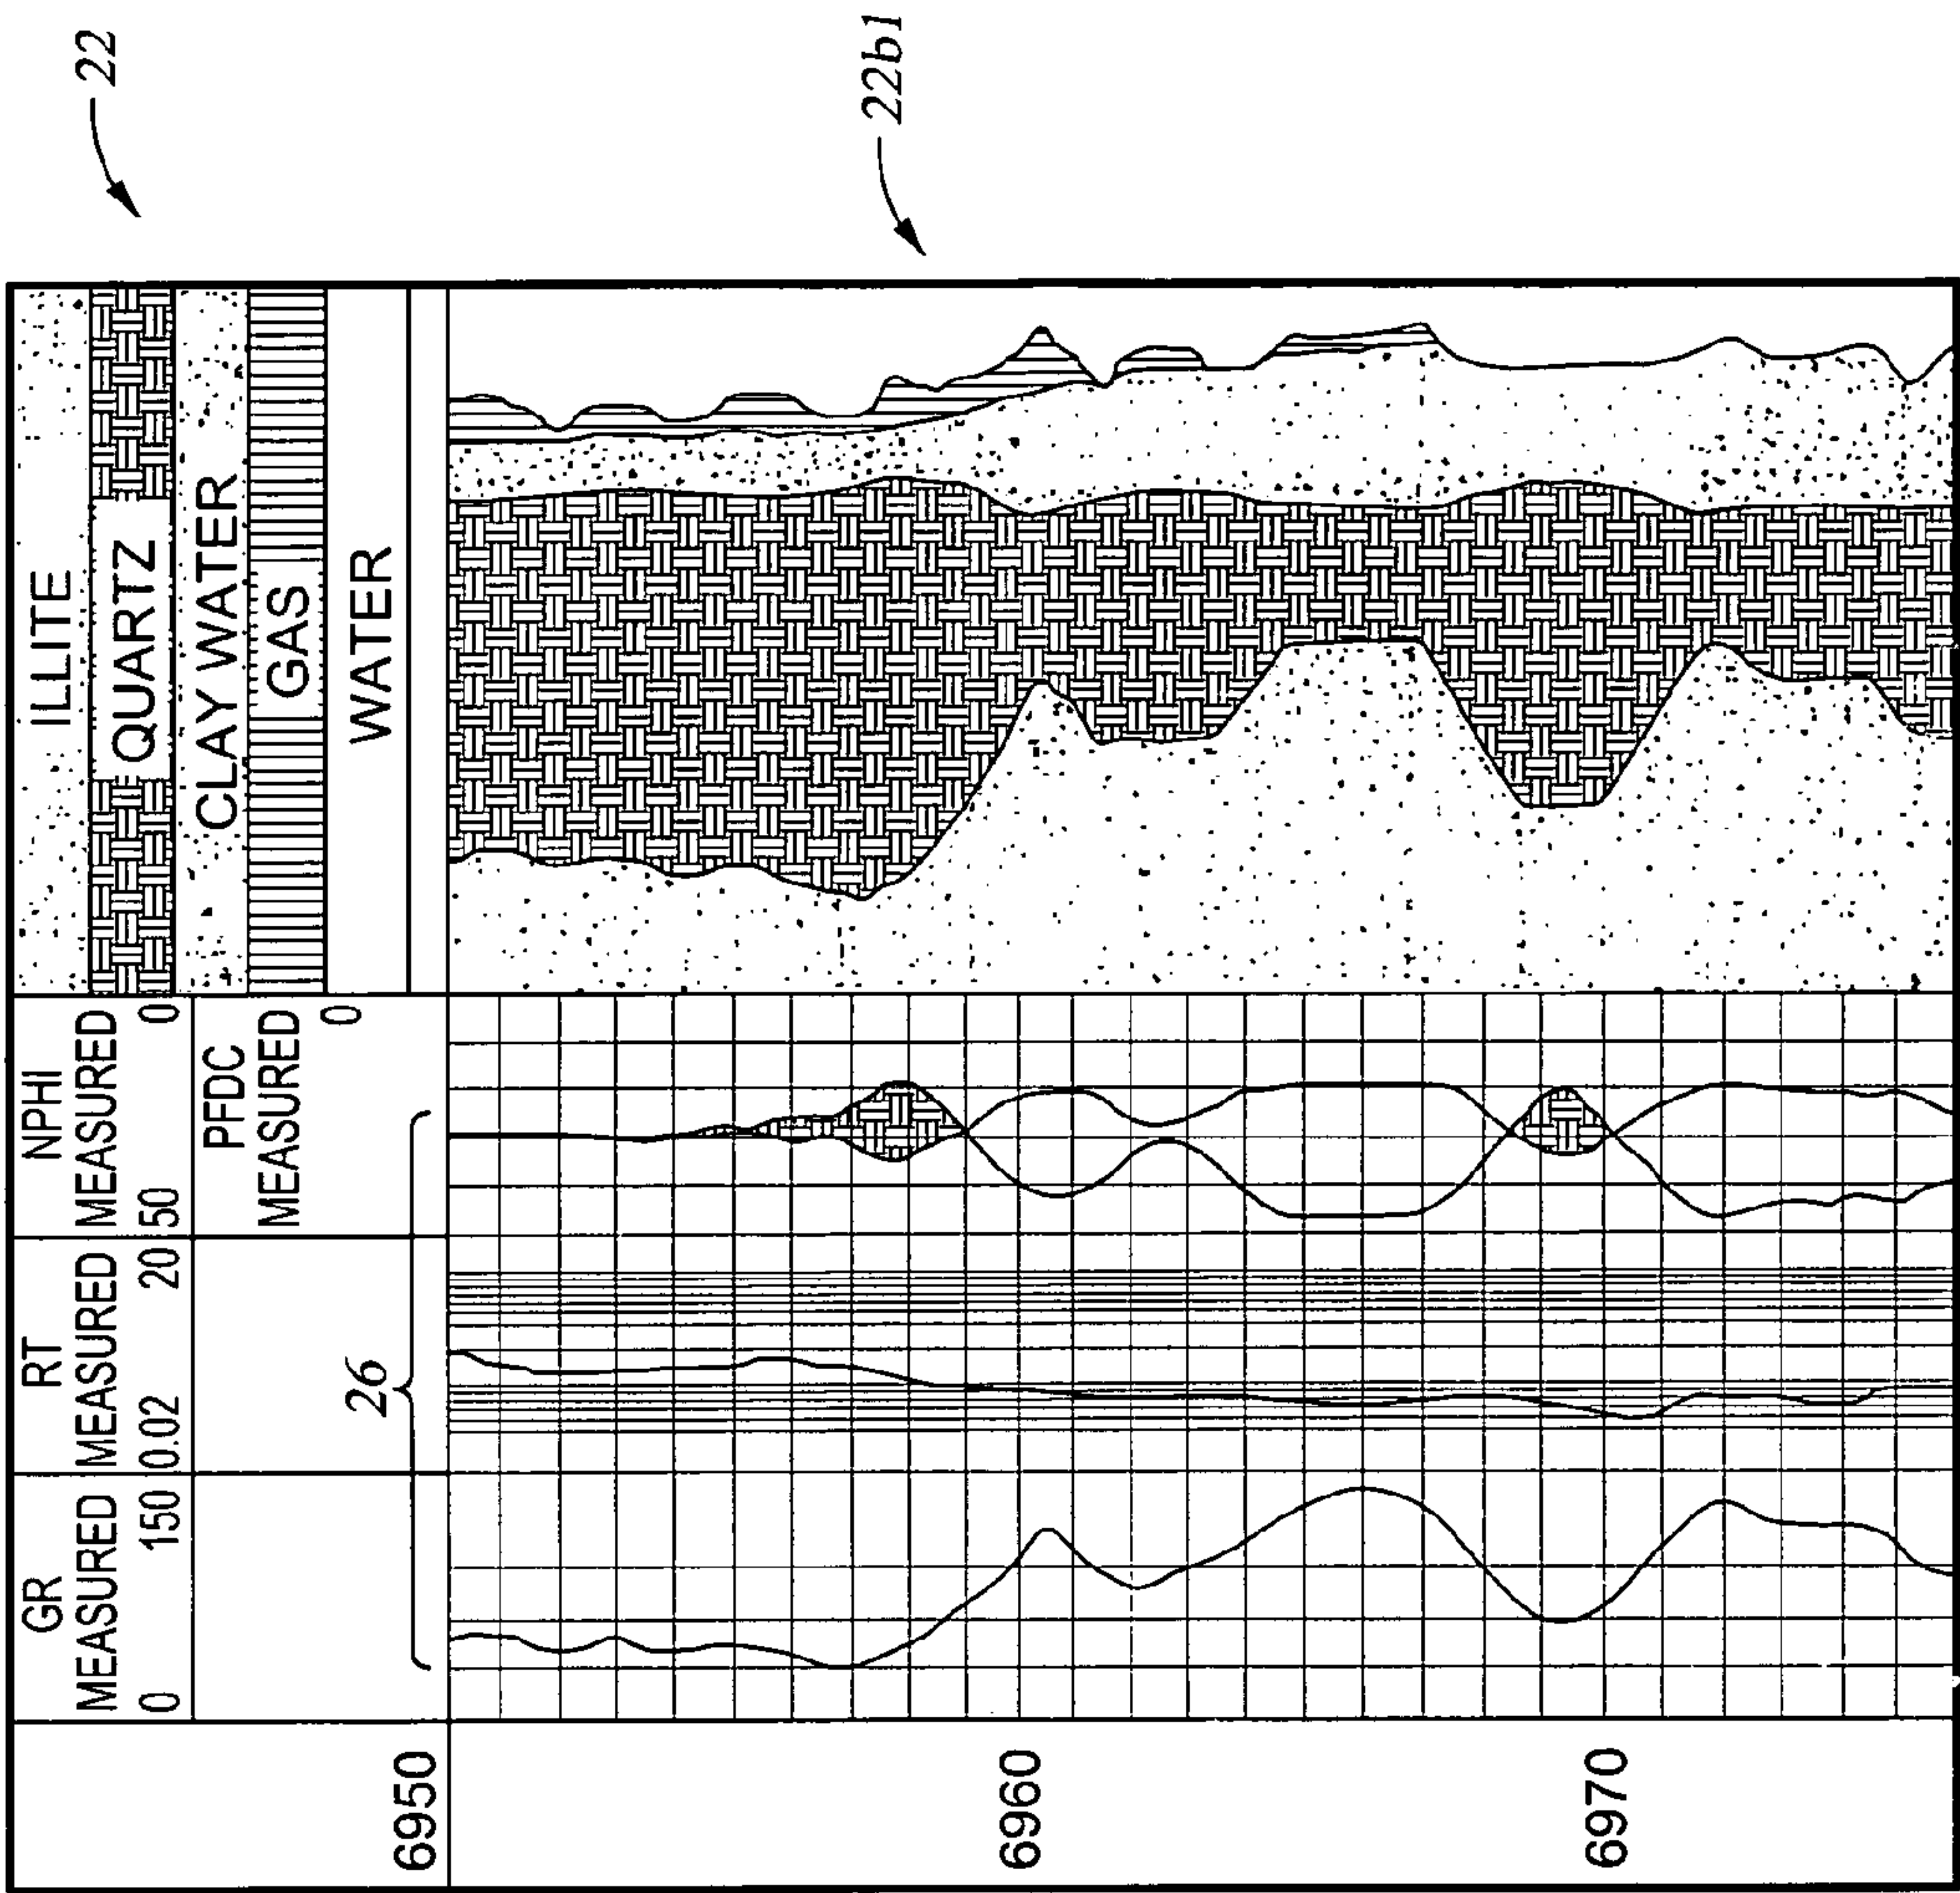 22
22b1
GR
MEASURED
0 150
RT
MEASURED
0.02 20
NPHI
MEASURED
50 0
PFDC
MEASURED
0
ILLITE
QUARTZ
CLAY WATER
GAS
WATER
26
6950
6960
6970